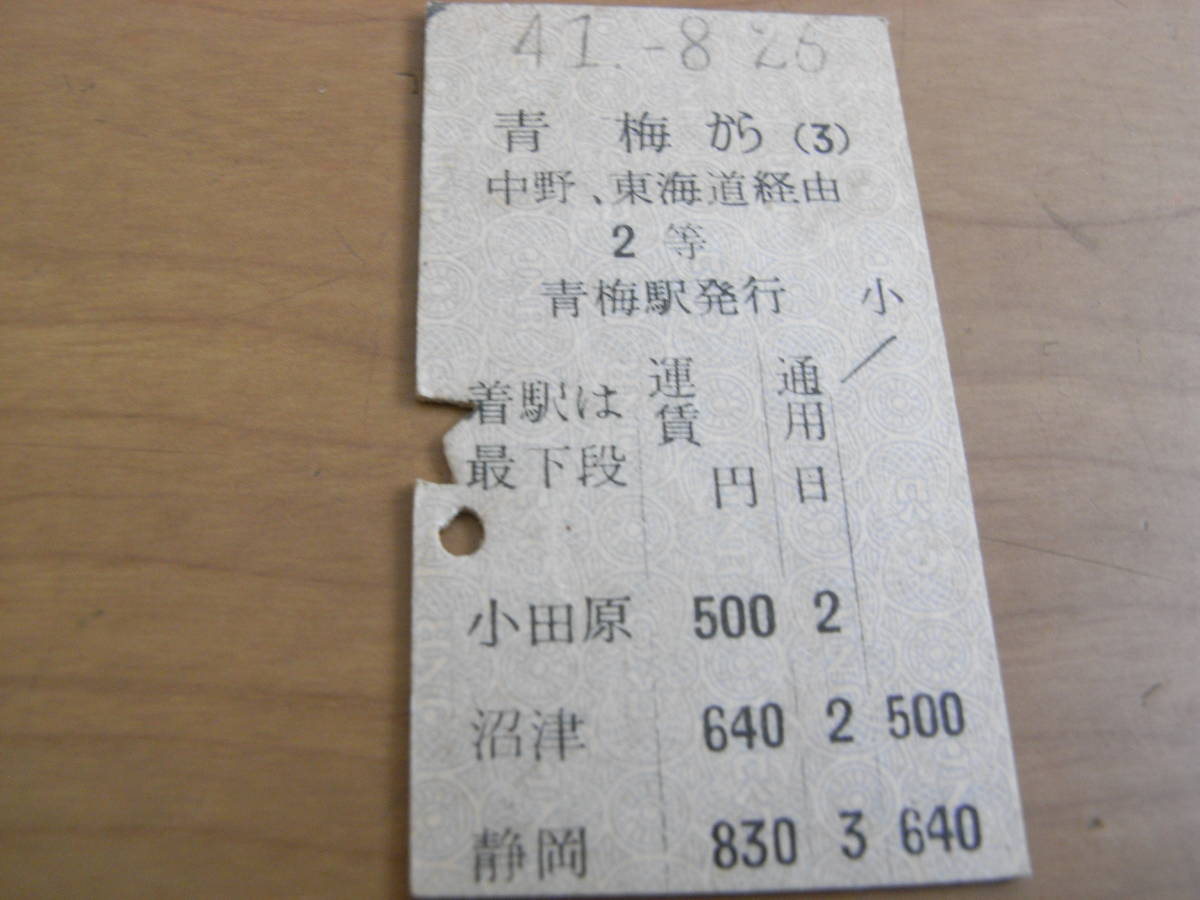 41.-8 26
青梅から(3)
中野、東海道経由
2等
青梅駅発行 小
着駅は最下段 運賃円 通用日
小田原 500 2
沼津 640 2 500
静岡 830 3 640